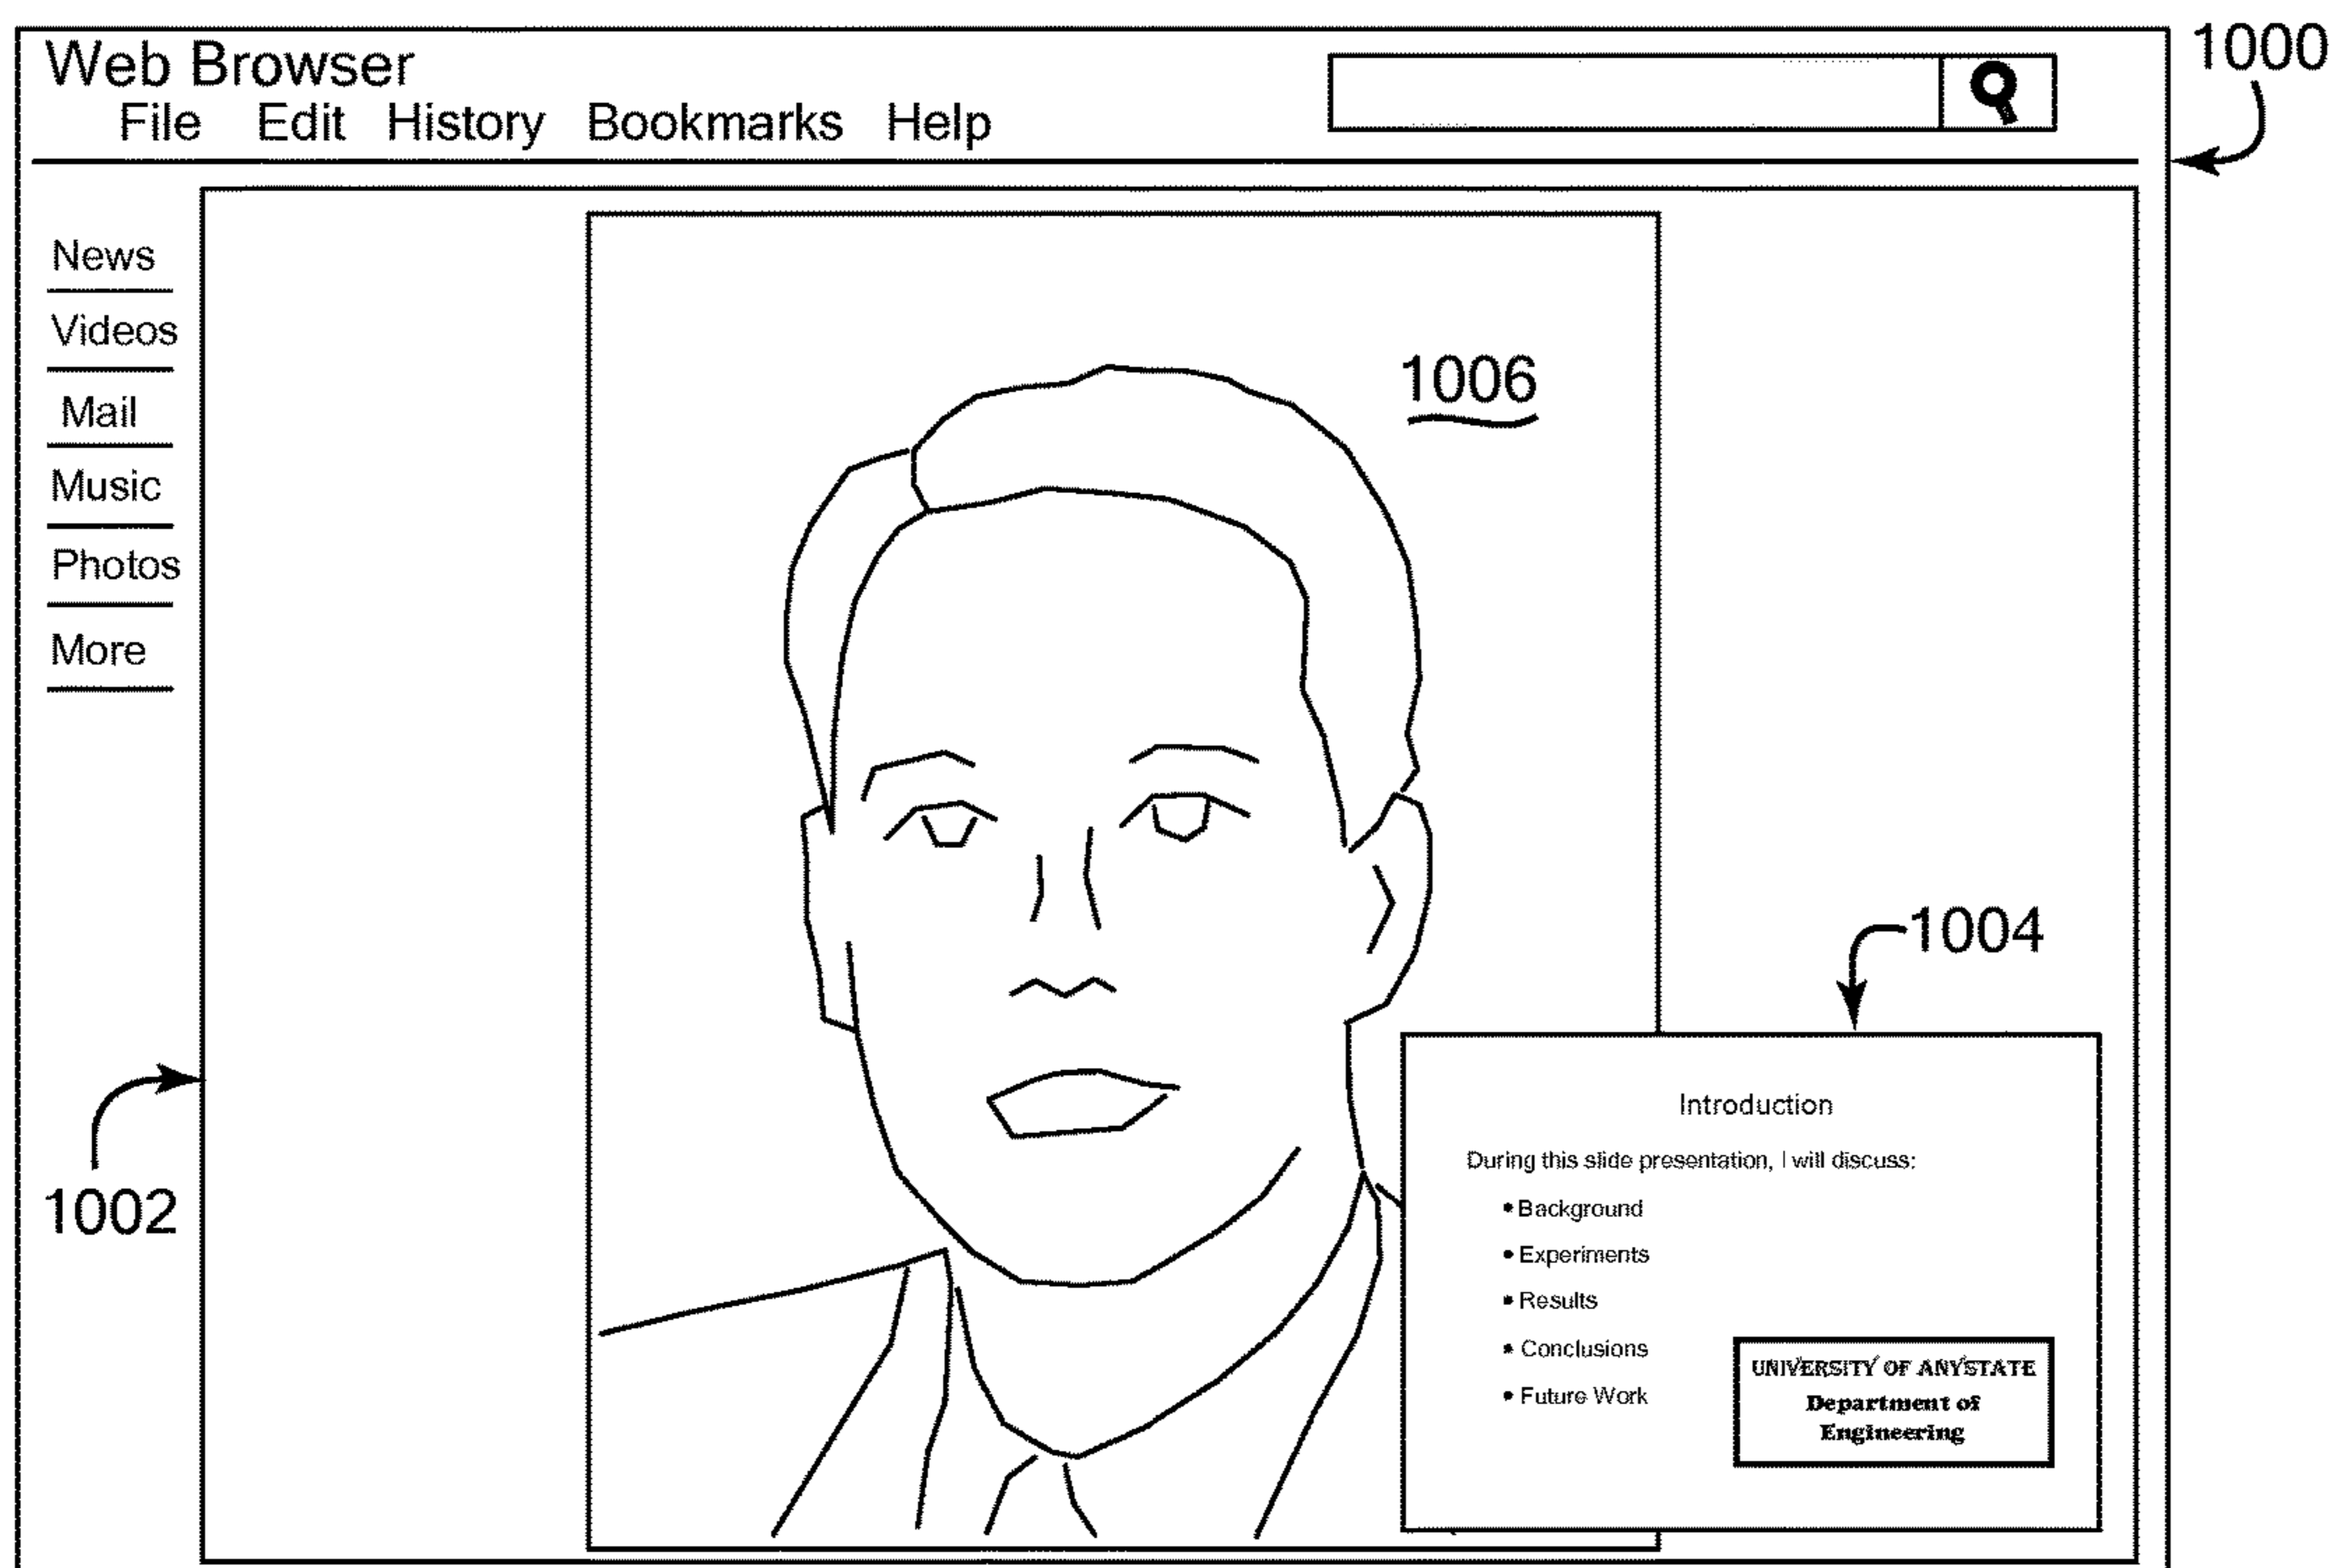 1000
Web Browser
File Edit History Bookmarks Help
News
Videos
Mail
Music
Photos
More
1006
1004
1002
Introduction
During this slide presentation, I will discuss:
• Background
• Experiments
• Results
• Conclusions
• Future Work
UNIVERSITY OF ANYSTATE
Department of
Engineering